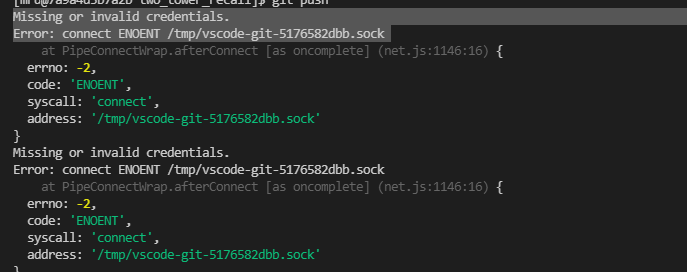 [mrd@7a9a4d5b7a2b two_tower_recall]$ git push
Missing or invalid credentials.
Error: connect ENOENT /tmp/vscode-git-5176582dbb.sock
at PipeConnectWrap.afterConnect [as oncomplete] (net.js:1146:16) {
errno: -2,
code: 'ENOENT',
syscall: 'connect',
address: '/tmp/vscode-git-5176582dbb.sock'
}
Missing or invalid credentials.
Error: connect ENOENT /tmp/vscode-git-5176582dbb.sock
at PipeConnectWrap.afterConnect [as oncomplete] (net.js:1146:16) {
errno: -2,
code: 'ENOENT',
syscall: 'connect',
address: '/tmp/vscode-git-5176582dbb.sock'
}